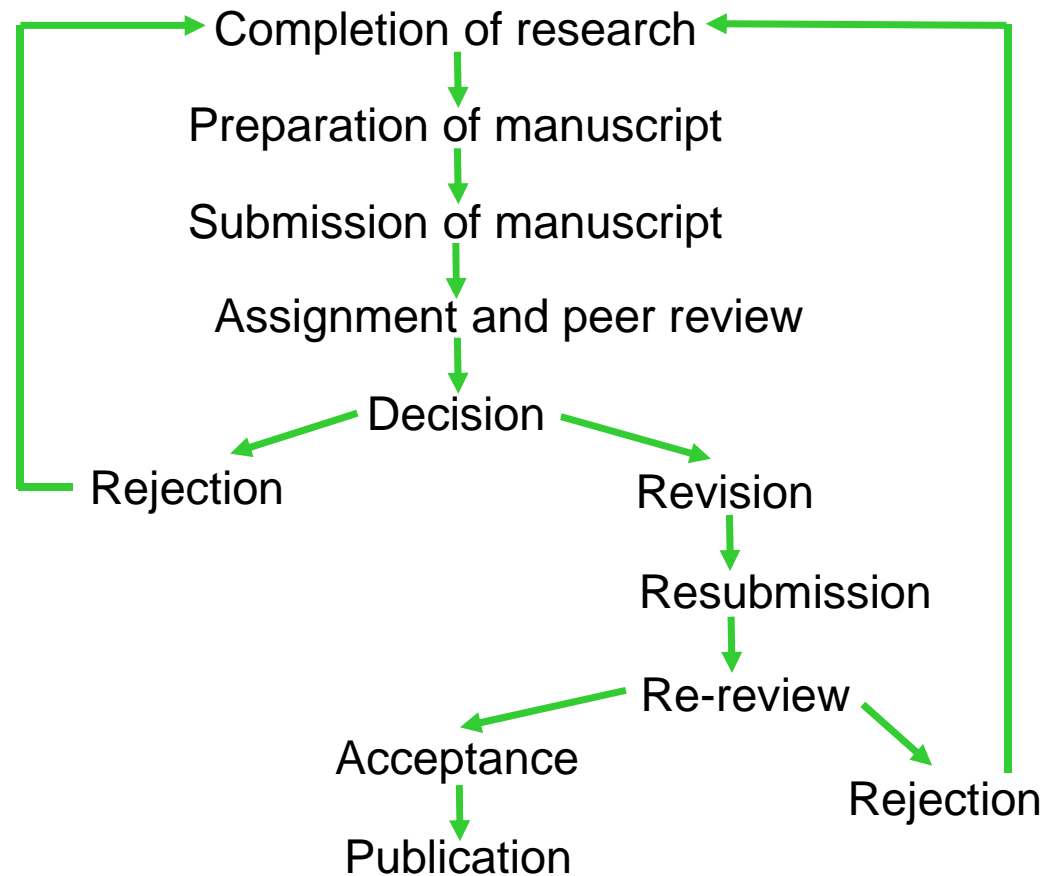 Completion of research
Preparation of manuscript
Submission of manuscript
Assignment and peer review
Decision
Rejection
Revision
Resubmission
Re-review
Acceptance
Rejection
Publication